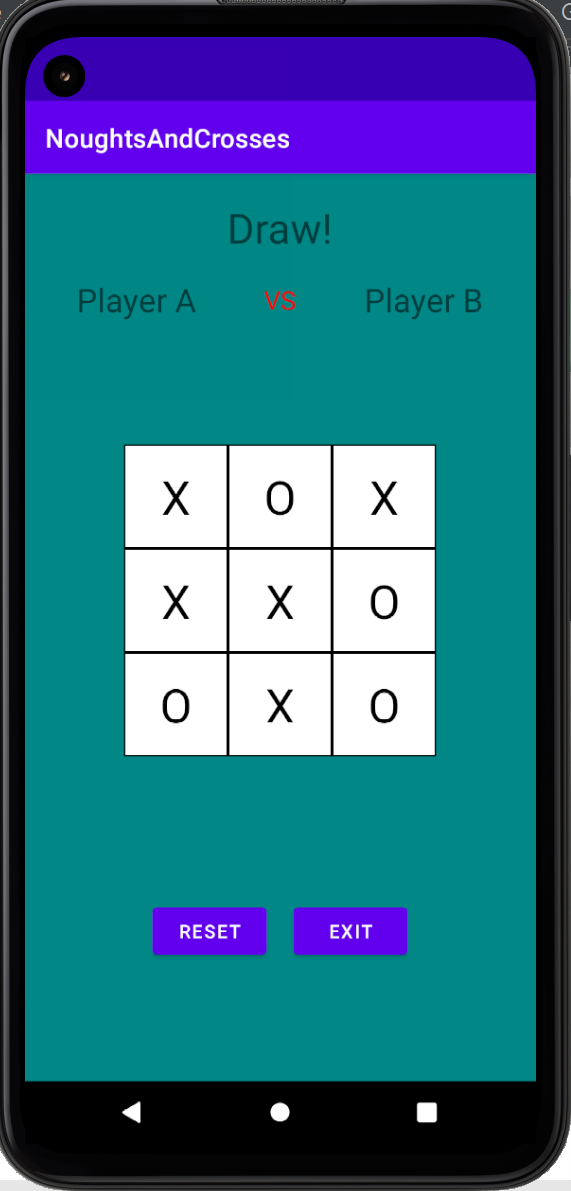 NoughtsAndCrosses
Draw!
Player A VS Player B
X O X
X X O
O X O
RESET EXIT